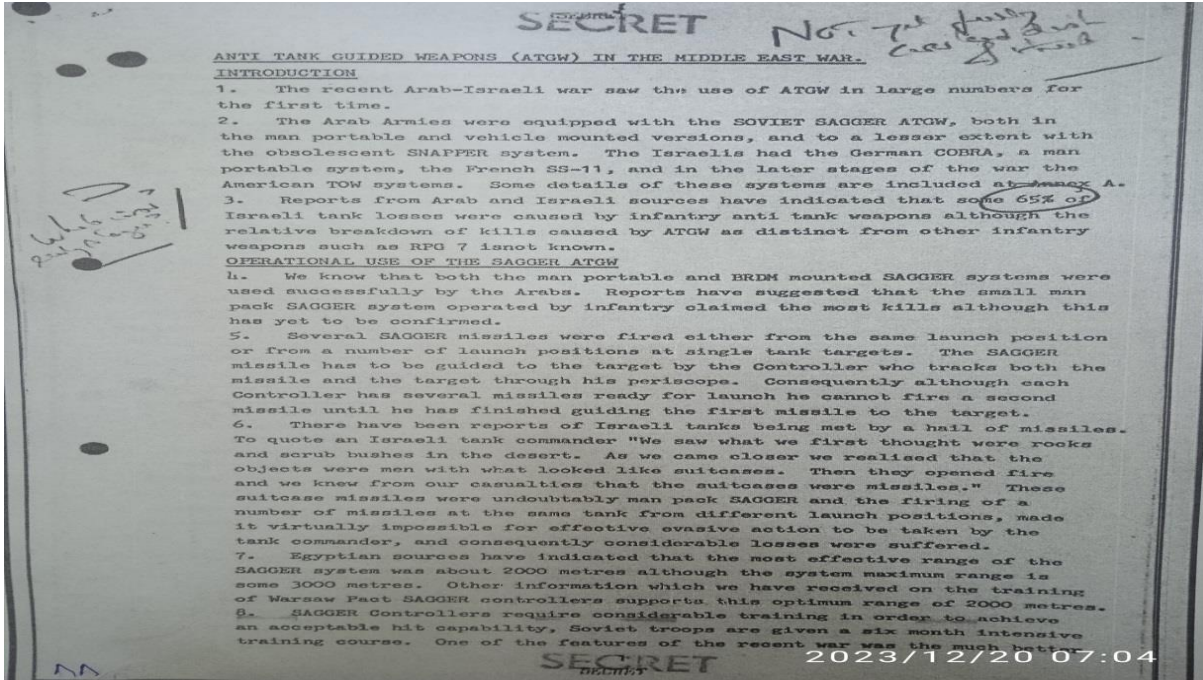 SECRET
ANTI TANK GUIDED WEAPONS (ATGW) IN THE MIDDLE EAST WAR.
INTRODUCTION
1. The recent Arab-Israeli war saw the use of ATGW in large numbers for
the first time.
2. The Arab Armies were equipped with the SOVIET SAGGER ATGW, both in
the man portable and vehicle mounted versions, and to a lesser extent with
the obsolescent SNAPPER system. The Israelis had the German COBRA, a man
portable system, the French SS-11, and in the later stages of the war the
American TOW systems. Some details of these systems are included at Annex A.
3. Reports from Arab and Israeli sources have indicated that some 65% of
Israeli tank losses were caused by infantry anti tank weapons although the
relative breakdown of kills caused by ATGW as distinct from other infantry
weapons such as RPG 7 isnot known.
OPERATIONAL USE OF THE SAGGER ATGW
4. We know that both the man portable and BRDM mounted SAGGER systems were
used successfully by the Arabs. Reports have suggested that the small man
pack SAGGER system operated by infantry claimed the most kills although this
has yet to be confirmed.
5. Several SAGGER missiles were fired either from the same launch position
or from a number of launch positions at single tank targets. The SAGGER
missile has to be guided to the target by the Controller who tracks both the
missile and the target through his periscope. Consequently although each
Controller has several missiles ready for launch he cannot fire a second
missile until he has finished guiding the first missile to the target.
6. There have been reports of Israeli tanks being met by a hail of missiles.
To quote an Israeli tank commander "We saw what we first thought were rocks
and scrub bushes in the desert. As we came closer we realised that the
objects were men with what looked like suitcases. Then they opened fire
and we knew from our casualties that the suitcases were missiles." These
suitcase missiles were undoubtably man pack SAGGER and the firing of a
number of missiles at the same tank from different launch positions, made
it virtually impossible for effective evasive action to be taken by the
tank commander, and consequently considerable losses were suffered.
7. Egyptian sources have indicated that the most effective range of the
SAGGER system was about 2000 metres although the system maximum range is
some 3000 metres. Other information which we have received on the training
of Warsaw Pact SAGGER controllers supports this optimum range of 2000 metres.
8. SAGGER Controllers require considerable training in order to achieve
an acceptable hit capability, Soviet troops are given a six month intensive
training course. One of the features of the recent war was the much better
SECRET
2023/12/20 07:04